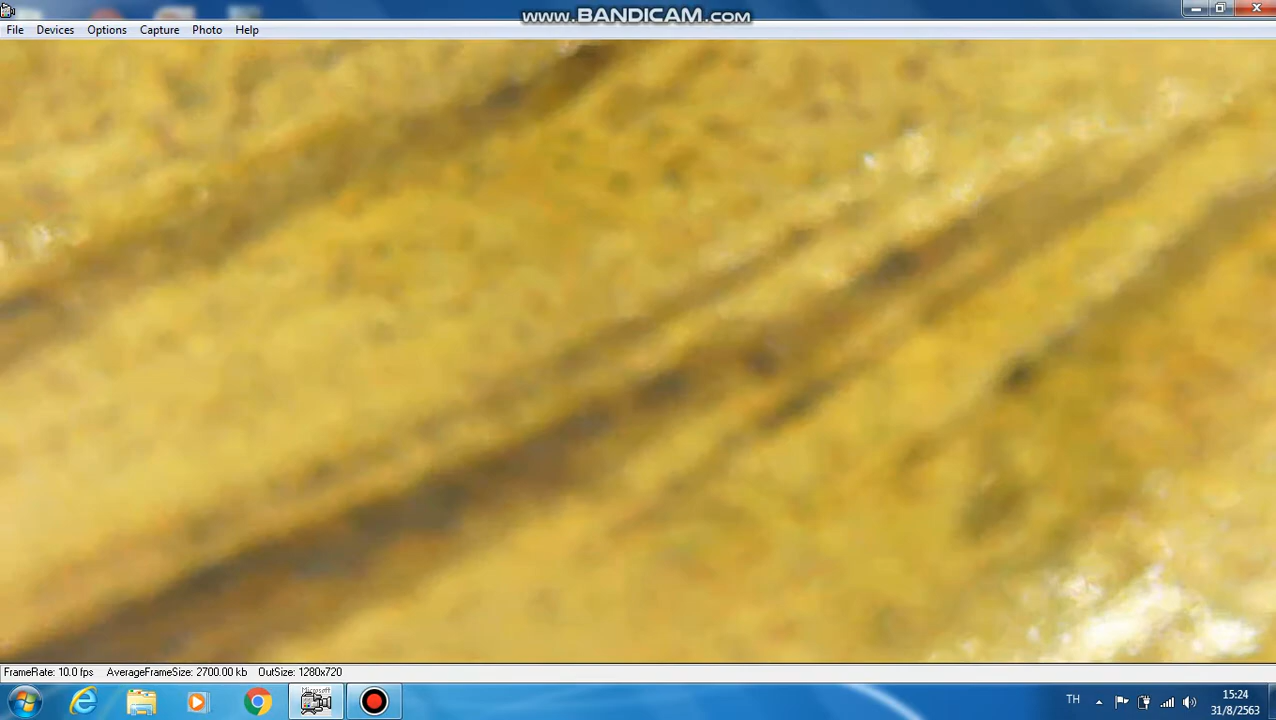 www.BANDICAM.com
File Devices Options Capture Photo Help
FrameRate: 10.0 fps AverageFrameSize: 2700.00 kb OutSize: 1280x720
Microsoft
TH
15:24
31/8/2563